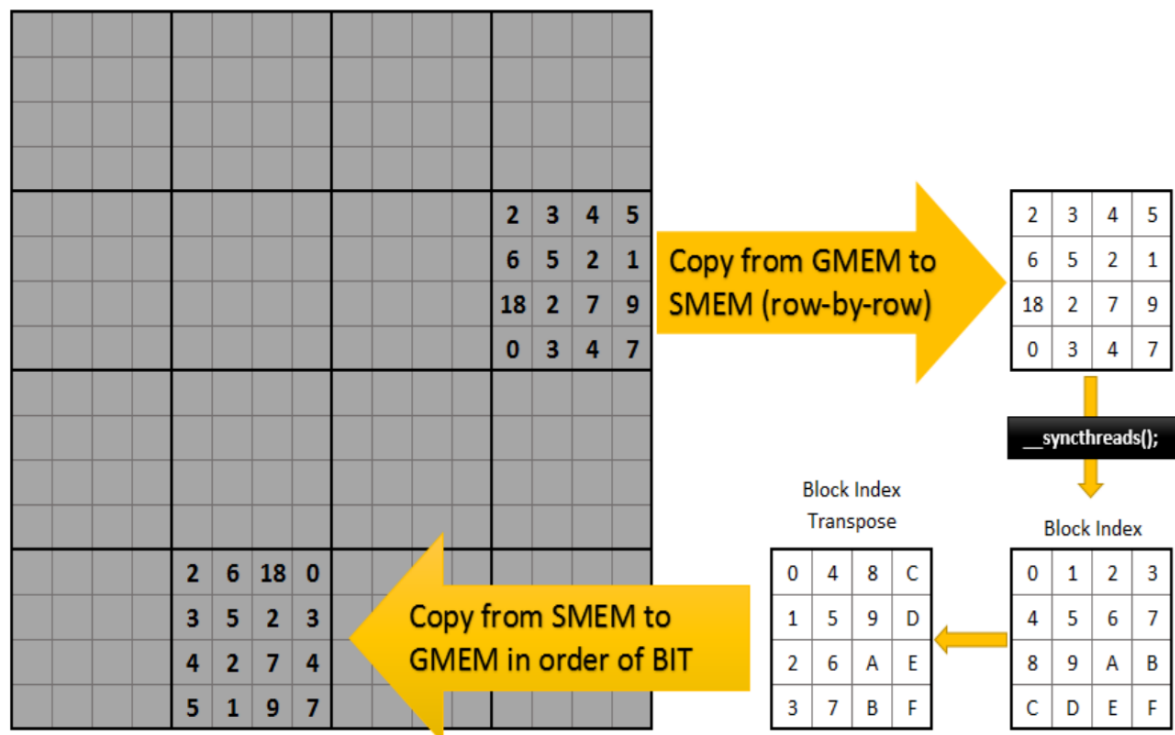 2 3 4 5
6 5 2 1
18 2 7 9
0 3 4 7
Copy from GMEM to
SMEM (row-by-row)
2 3 4 5
6 5 2 1
18 2 7 9
0 3 4 7
__syncthreads();
Block Index
0 1 2 3
4 5 6 7
8 9 A B
C D E F
Block Index
Transpose
0 4 8 C
1 5 9 D
2 6 A E
3 7 B F
Copy from SMEM to
GMEM in order of BIT
2 6 18 0
3 5 2 3
4 2 7 4
5 1 9 7